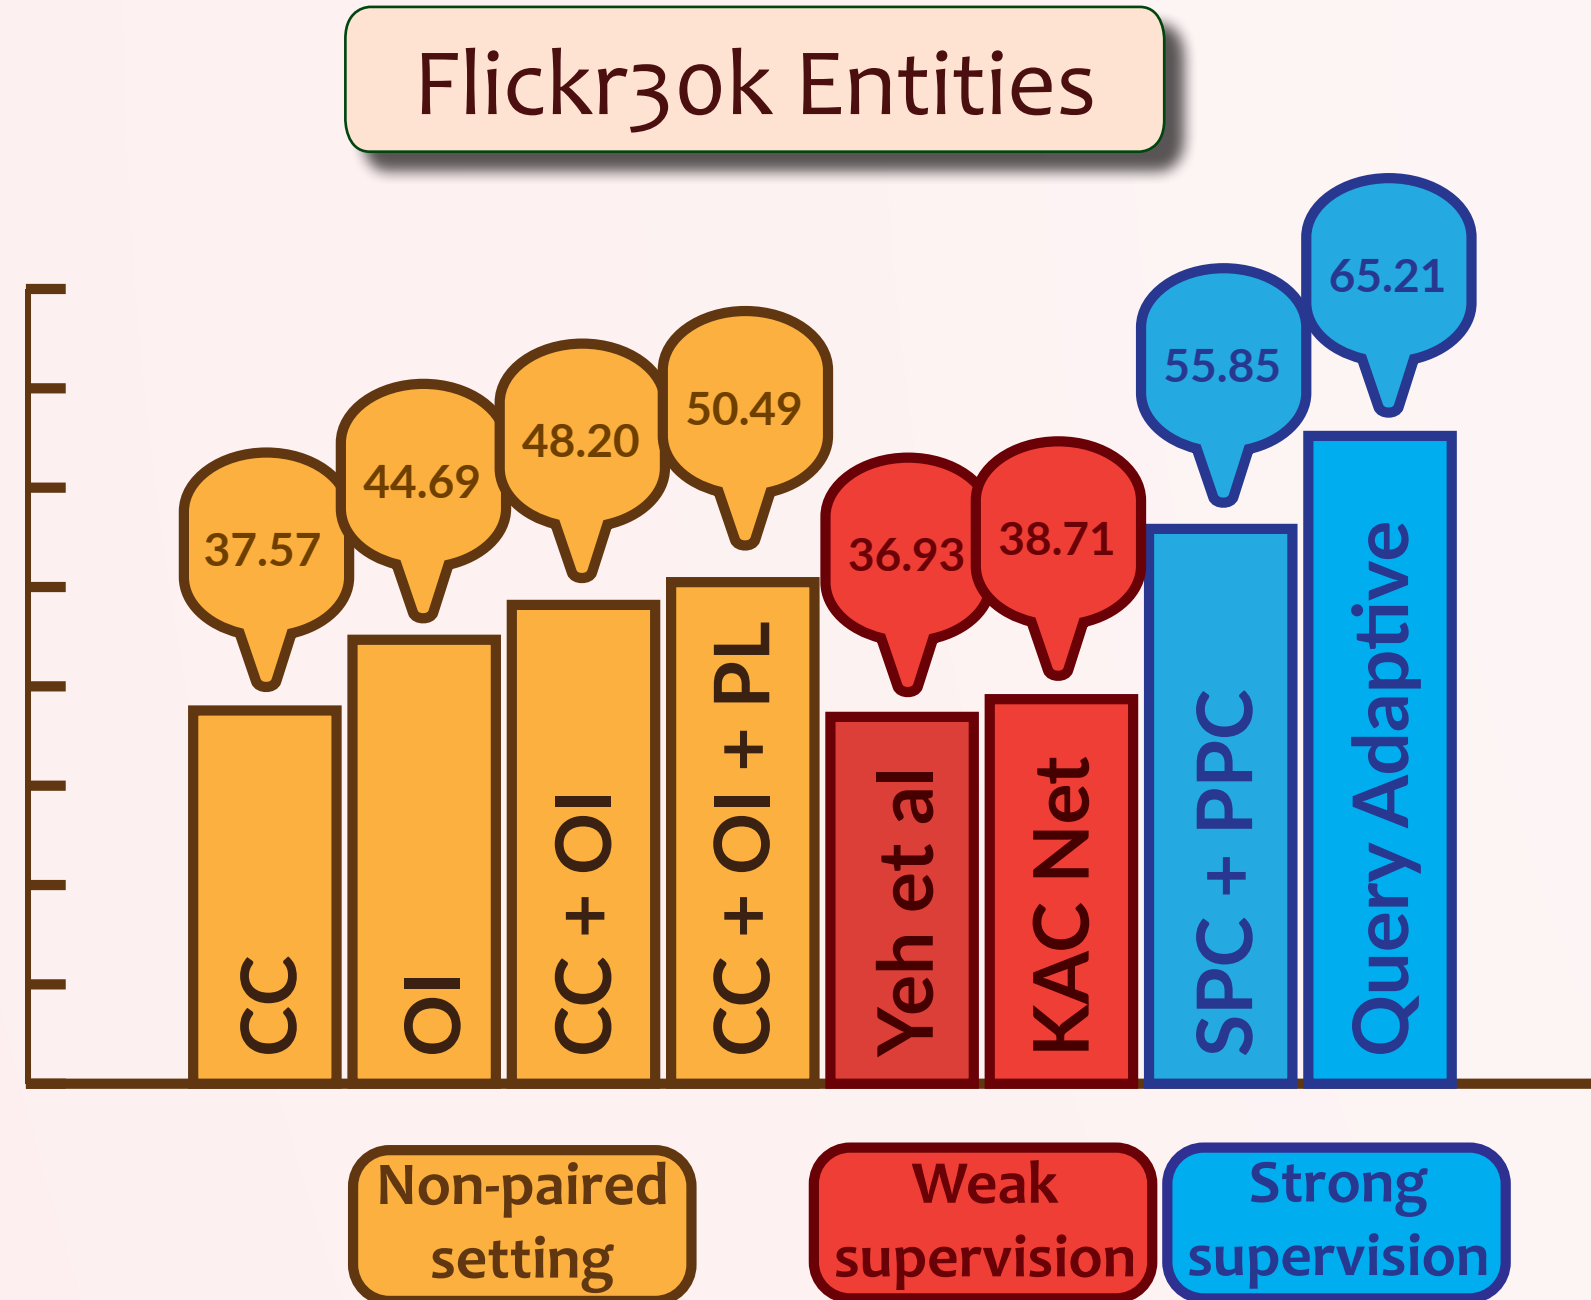 Flickr30k Entities
37.57
44.69
48.20
50.49
36.93
38.71
55.85
65.21
CC
OI
CC + OI
CC + OI + PL
Yeh et al
KAC Net
SPC + PPC
Query Adaptive
Non-paired
setting
Weak
supervision
Strong
supervision